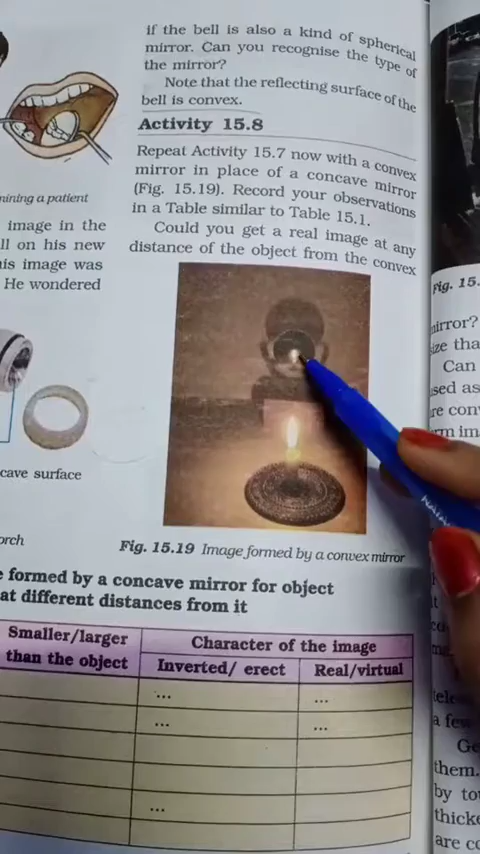 if the bell is also a kind of spherical
mirror. Can you recognise the type of
the mirror?
Note that the reflecting surface of the
bell is convex.
Activity 15.8
Repeat Activity 15.7 now with a convex
mirror in place of a concave mirror
(Fig. 15.19). Record your observations
in a Table similar to Table 15.1.
Could you get a real image at any
distance of the object from the convex
Fig. 15.19 Image formed by a convex mirror
mining a patient
image in the
ll on his new
is image was
He wondered
cave surface
orch
e formed by a concave mirror for object
at different distances from it
Smaller/larger
than the object
Character of the image
Inverted/ erect
Real/virtual
... ...
... ...
...
Fig. 15.
mirror?
size tha
Can
used as
are con
rm im
a few
Ge
them.
by to
thick
are co